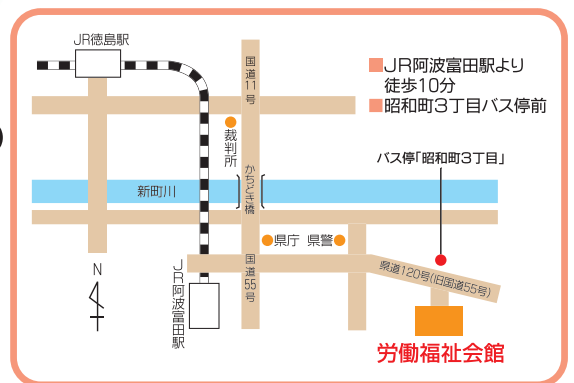 JR徳島駅
国道11号
■JR阿波富田駅より
徒歩10分
■昭和町3丁目バス停前
裁判所
バス停「昭和町3丁目」
かちどき橋
新町川
県庁
県警
N
JR阿波富田駅
国道55号
県道120号(旧国道55号)
労働福祉会館